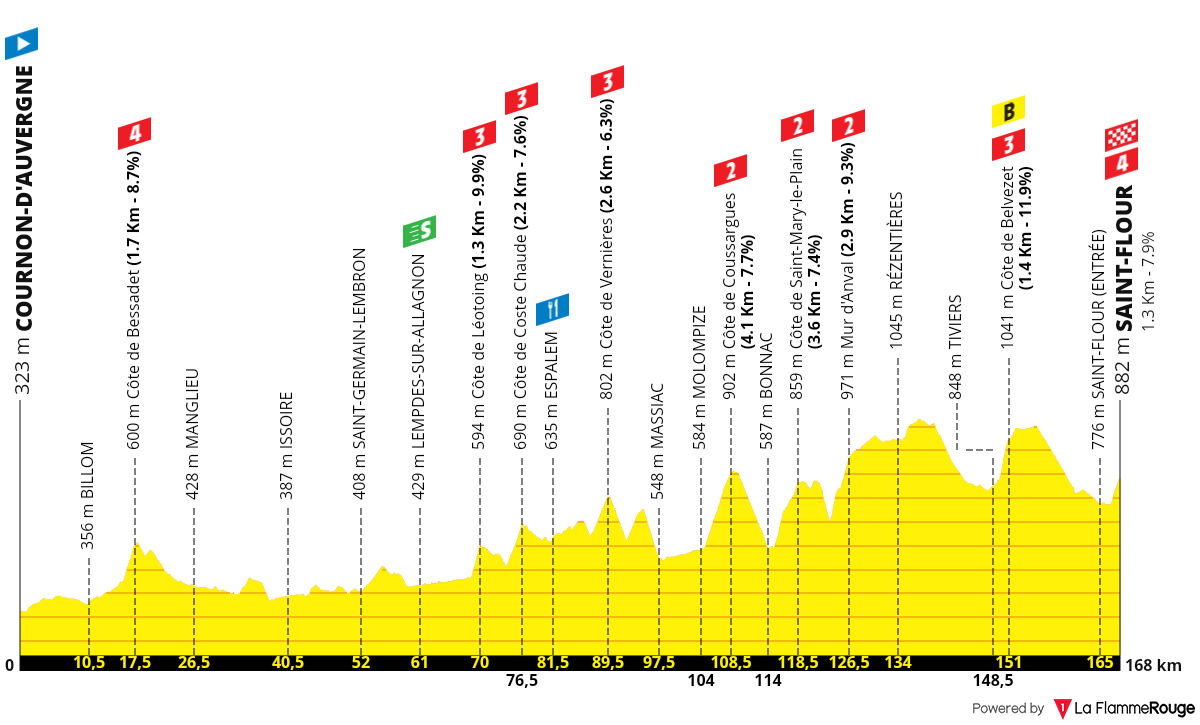 323 m COURNON-D'AUVERGNE
356 m BILLOM
4
600 m Côte de Bessadet (1.7 Km - 8.7%)
428 m MANGLIEU
387 m ISSOIRE
408 m SAINT-GERMAIN-LEMBRON
S
429 m LEMPDES-SUR-ALLAGNON
3
594 m Côte de Léotoing (1.3 Km - 9.9%)
3
690 m Côte de Coste Chaude (2.2 Km - 7.6%)
635 m ESPALEM
3
802 m Côte de Vernières (2.6 Km - 6.3%)
548 m MASSIAC
584 m MOLOMPIZE
2
902 m Côte de Coussargues
(4.1 Km - 7.7%)
587 m BONNAC
2
859 m Côte de Saint-Mary-le-Plain
(3.6 Km - 7.4%)
2
971 m Mur d'Anval (2.9 Km - 9.3%)
1045 m RÉZENTIÈRES
848 m TIVIERS
B
3
1041 m Côte de Belvezet
(1.4 Km - 11.9%)
776 m SAINT-FLOUR (ENTRÉE)
4
882 m SAINT-FLOUR
1.3 Km - 7.9%
0 10,5 17,5 26,5 40,5 52 61 70 81,5 89,5 97,5 108,5 118,5 126,5 134 151 165 168 km
76,5 104 114 148,5
Powered by 1 La FlammeRouge